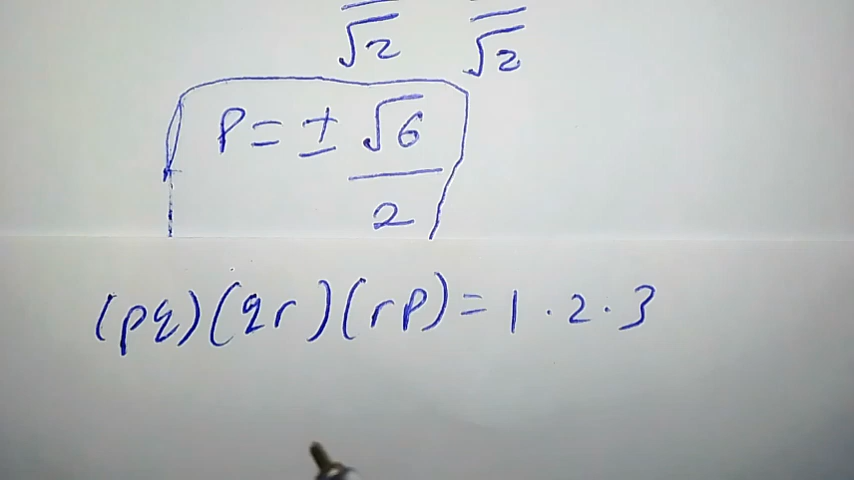 √2 √2
P = ± √6/2
(pq)(qr)(rp) = 1 · 2 · 3